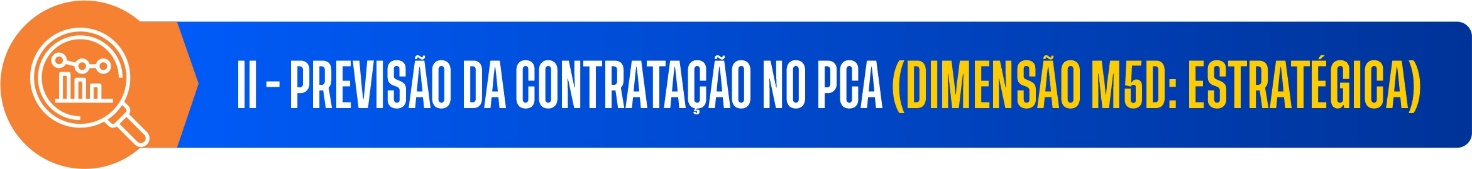 II - PREVISÃO DA CONTRATAÇÃO NO PCA (DIMENSÃO M5D: ESTRATÉGICA)